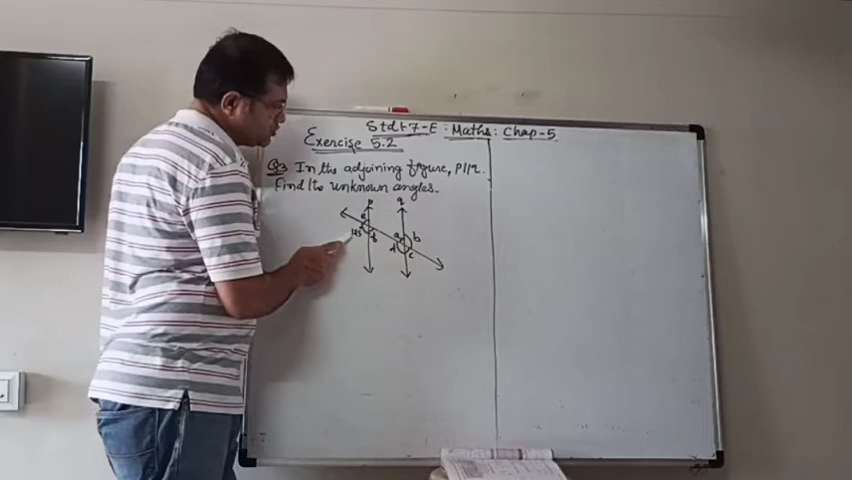 Std-7-E : Maths : Chap-5
Exercise 5.2
Q3 In the adjoining figure, P||q.
Find the unknown angles.
P q
e a b
125° f d c